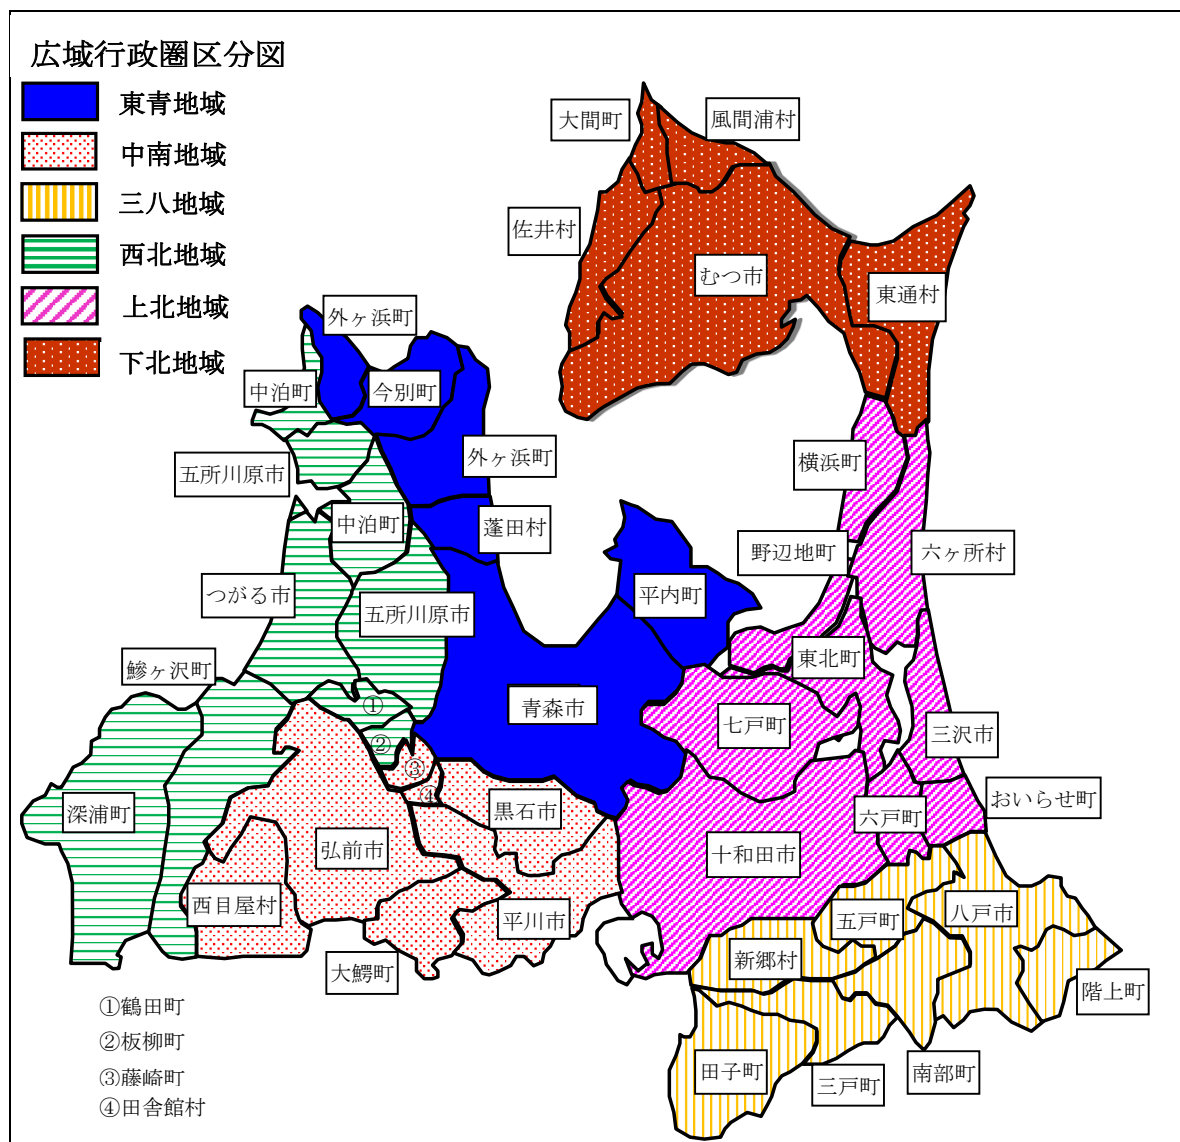 広域行政圏区分図
東青地域
中南地域
三八地域
西北地域
上北地域
下北地域
大間町
風間浦村
佐井村
むつ市
東通村
外ヶ浜町
中泊町
今別町
五所川原市
外ヶ浜町
横浜町
中泊町
蓬田村
野辺地町
六ヶ所村
つがる市
五所川原市
平内町
鰺ヶ沢町
東北町
①
青森市
七戸町
三沢市
②
③
④
深浦町
黒石市
六戸町
おいらせ町
弘前市
十和田市
西目屋村
平川市
五戸町
八戸市
大鰐町
新郷村
階上町
田子町
三戸町
南部町
①鶴田町
②板柳町
③藤崎町
④田舎館村